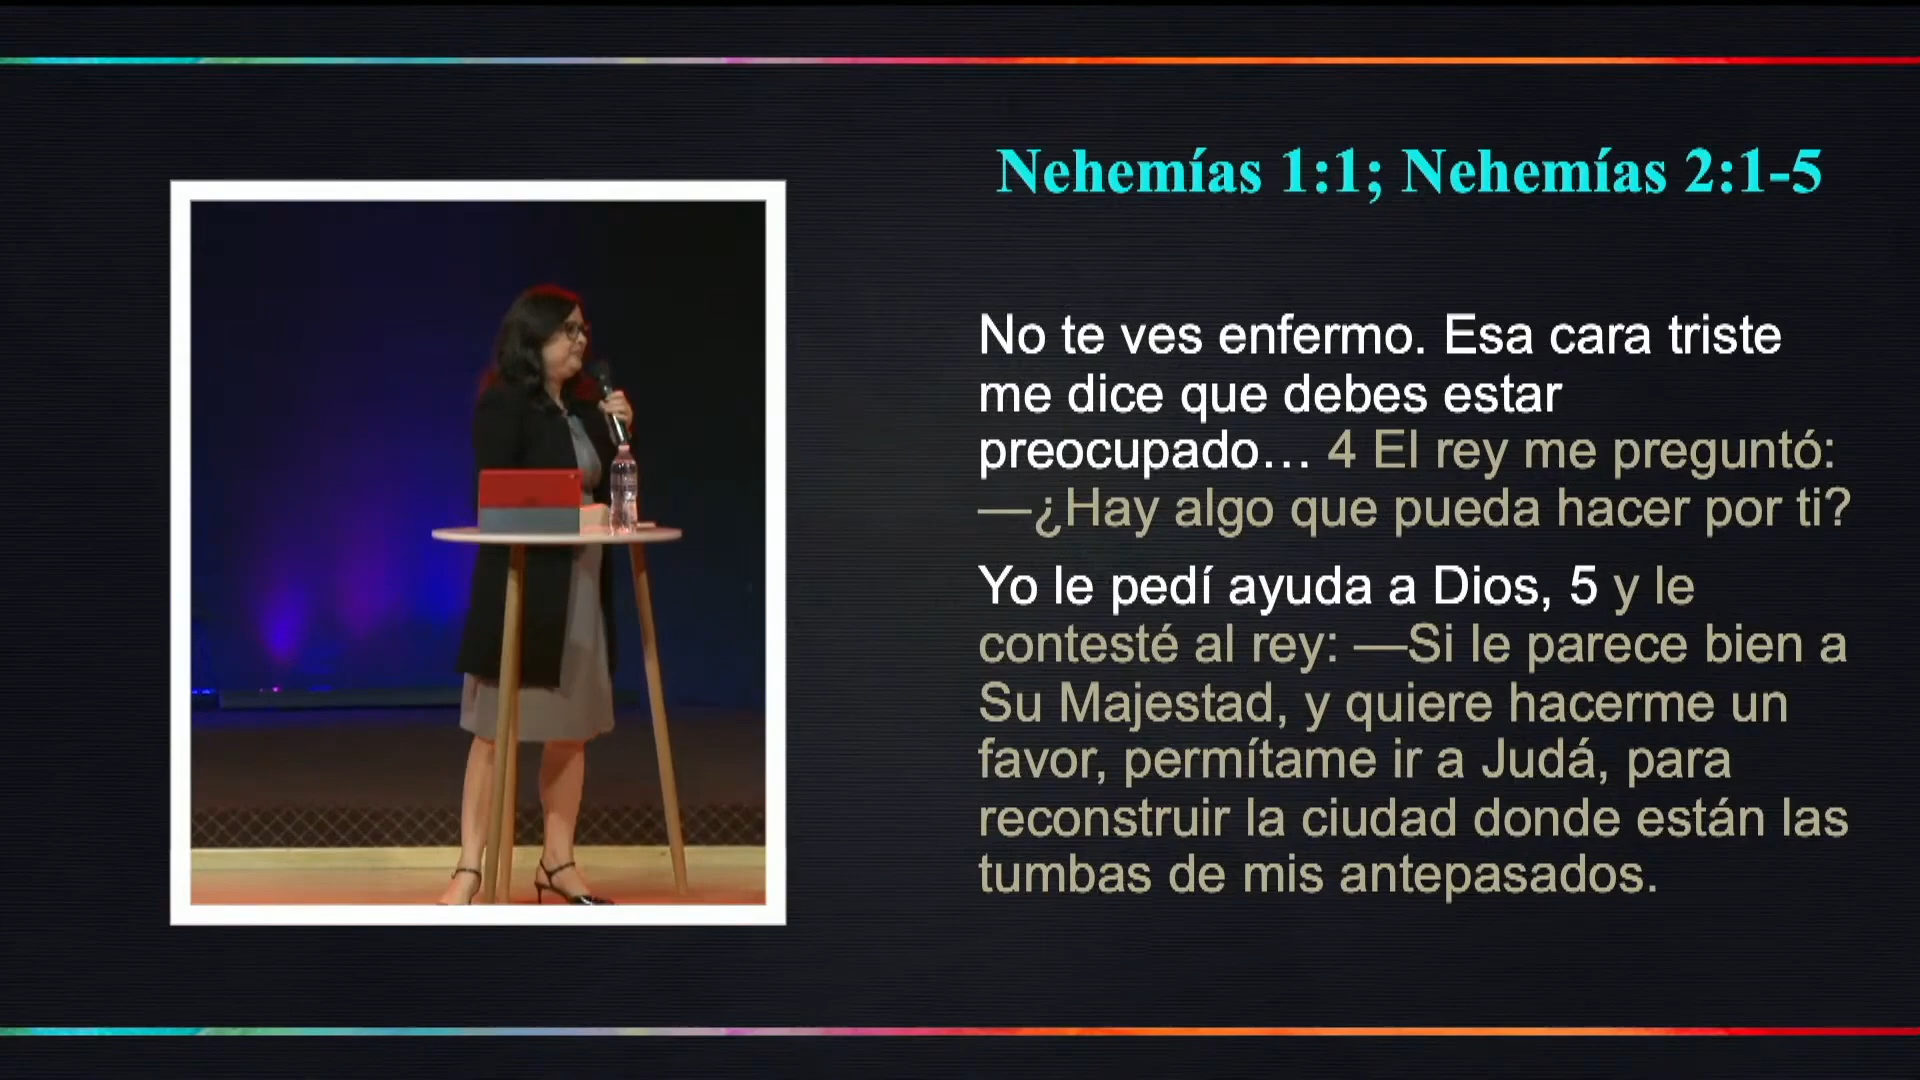 Nehemías 1:1; Nehemías 2:1-5
No te ves enfermo. Esa cara triste
me dice que debes estar
preocupado… 4 El rey me preguntó:
—¿Hay algo que pueda hacer por ti?
Yo le pedí ayuda a Dios, 5 y le
contesté al rey: —Si le parece bien a
Su Majestad, y quiere hacerme un
favor, permítame ir a Judá, para
reconstruir la ciudad donde están las
tumbas de mis antepasados.